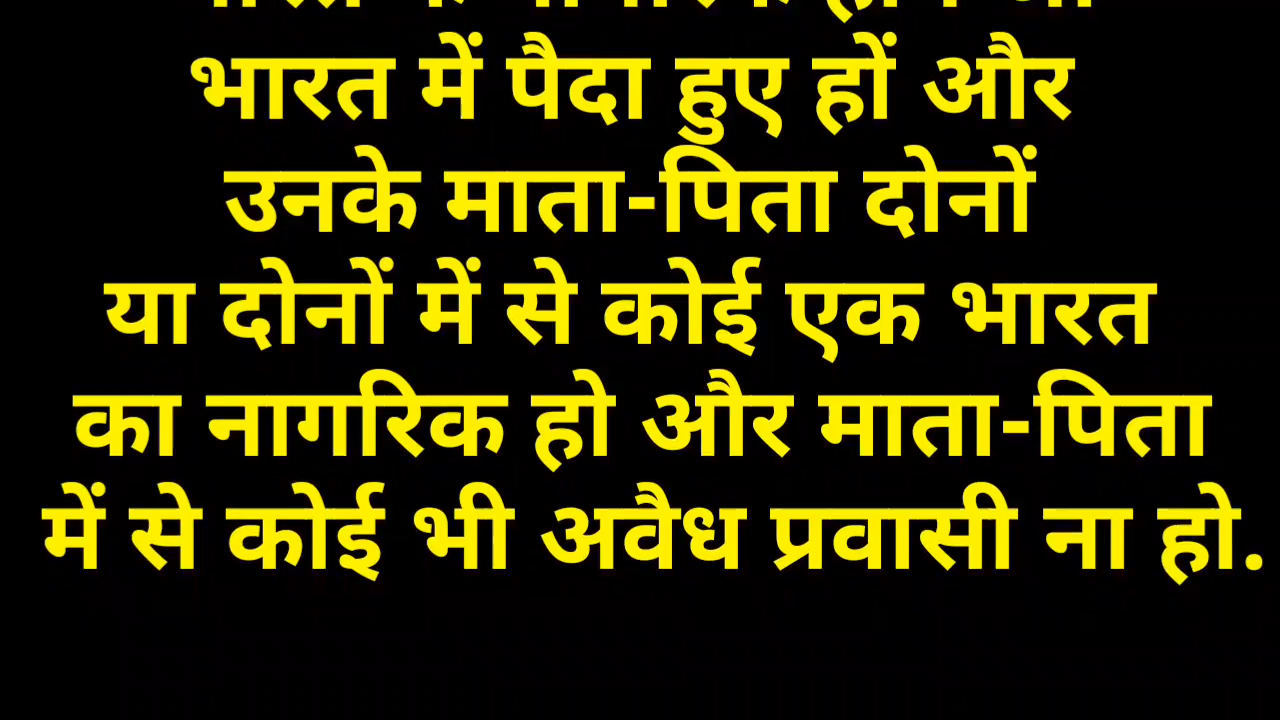 भारत में पैदा हुए हों और
उनके माता-पिता दोनों
या दोनों में से कोई एक भारत
का नागरिक हो और माता-पिता
में से कोई भी अवैध प्रवासी ना हो.